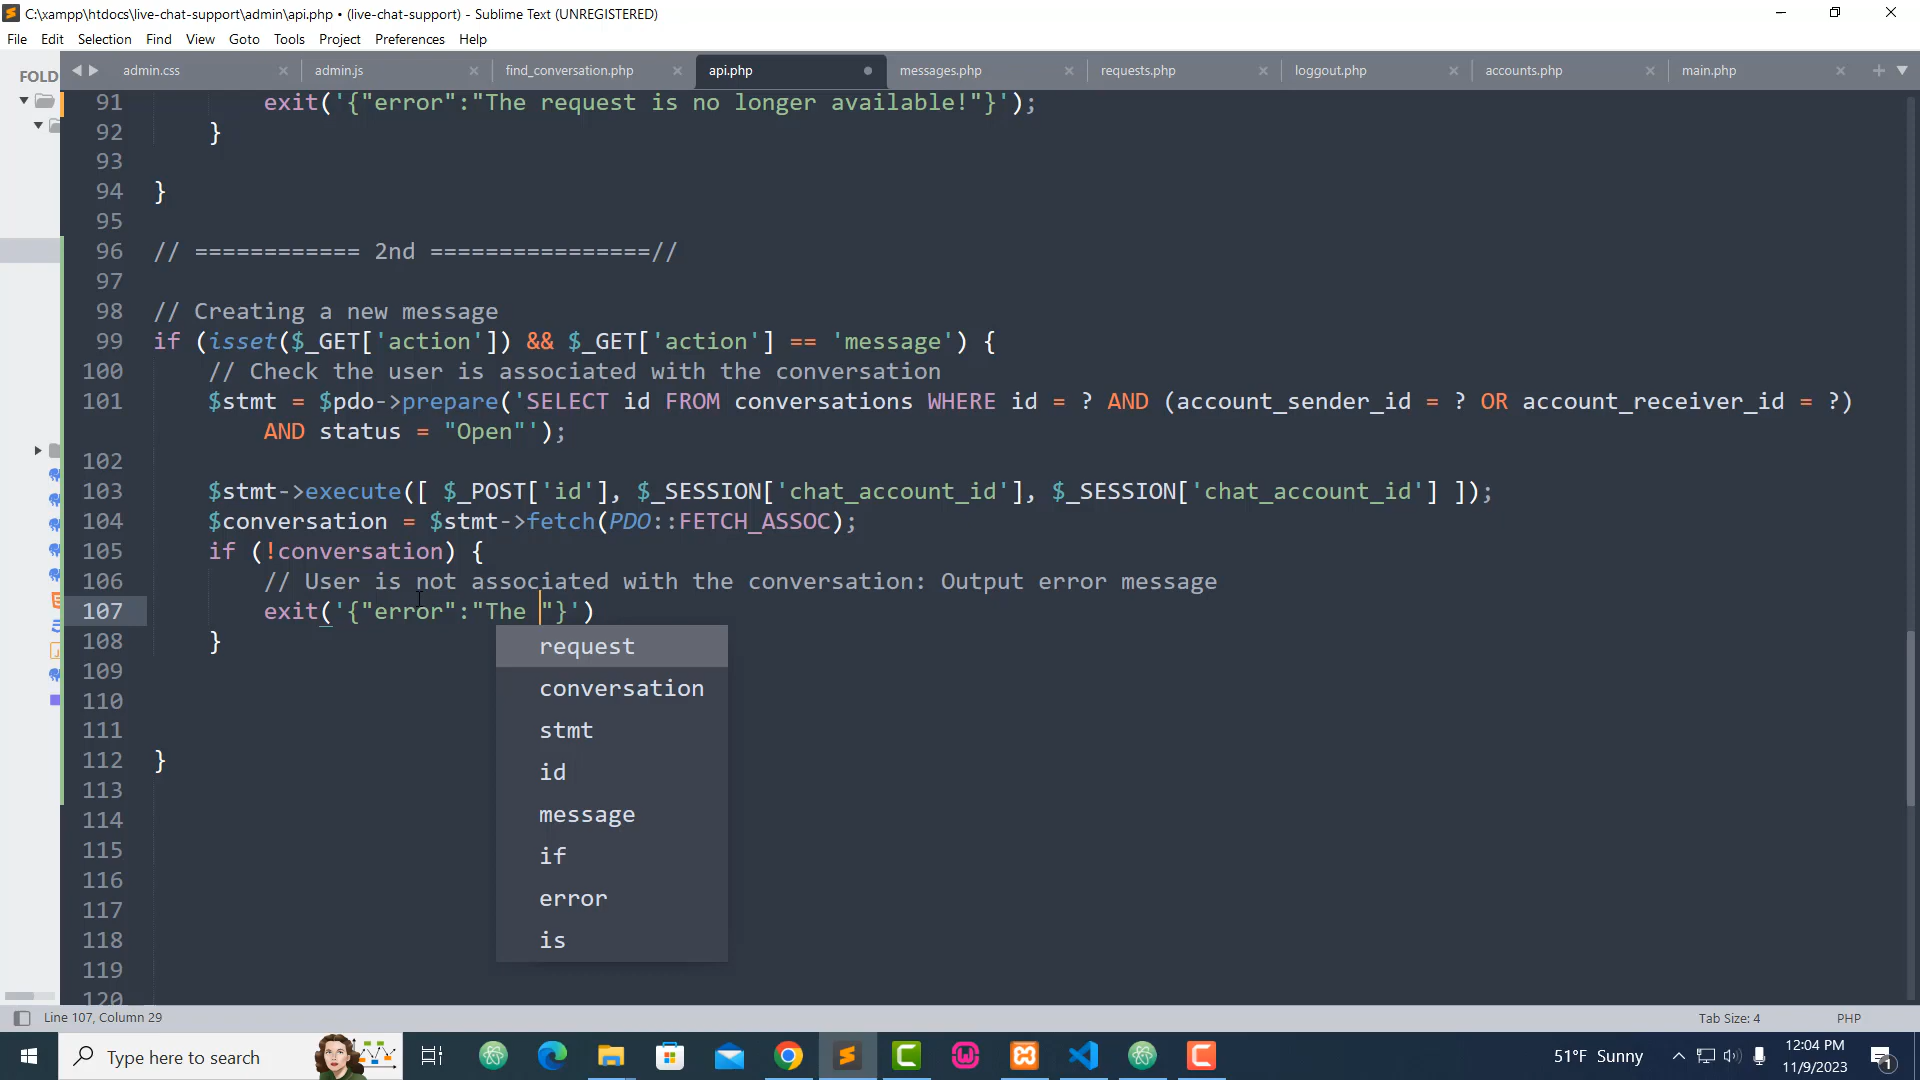 C:\xampp\htdocs\live-chat-support\admin\api.php • (live-chat-support) - Sublime Text (UNREGISTERED)
File Edit Selection Find View Goto Tools Project Preferences Help
FOLD
admin.css admin.js find_conversation.php api.php messages.php requests.php loggout.php accounts.php main.php
91 exit('{"error":"The request is no longer available!"}');
92 }
93
94 }
95
96 // ============ 2nd ================//
97
98 // Creating a new message
99 if (isset($_GET['action']) && $_GET['action'] == 'message') {
100 // Check the user is associated with the conversation
101 $stmt = $pdo->prepare('SELECT id FROM conversations WHERE id = ? AND (account_sender_id = ? OR account_receiver_id = ?)
AND status = "Open"');
102
103 $stmt->execute([ $_POST['id'], $_SESSION['chat_account_id'], $_SESSION['chat_account_id'] ]);
104 $conversation = $stmt->fetch(PDO::FETCH_ASSOC);
105 if (!conversation) {
106 // User is not associated with the conversation: Output error message
107 exit('{"error":"The "}')
108 }
109
110
111
112 }
113
114
115
116
117
118
119
120
request
conversation
stmt
id
message
if
error
is
Line 107, Column 29 Tab Size: 4 PHP
Type here to search
51°F Sunny
12:04 PM
11/9/2023
1